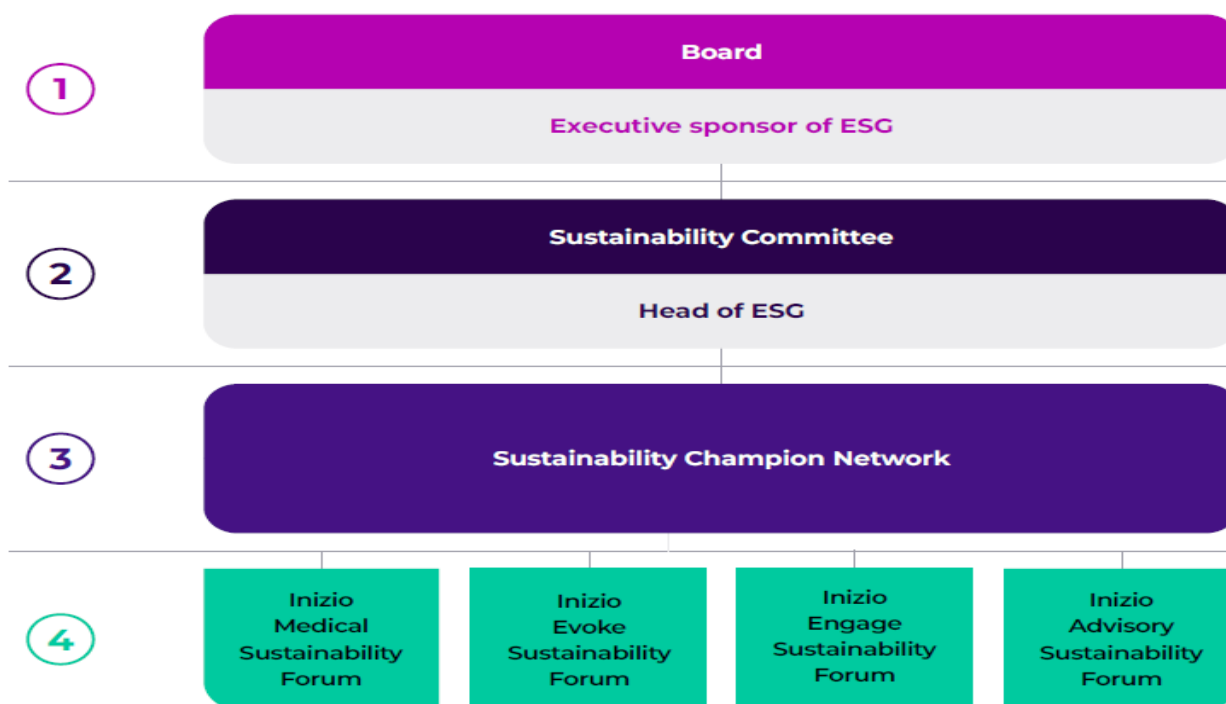 1
Board
Executive sponsor of ESG
2
Sustainability Committee
Head of ESG
3
Sustainability Champion Network
4
Inizio
Medical
Sustainability
Forum
Inizio
Evoke
Sustainability
Forum
Inizio
Engage
Sustainability
Forum
Inizio
Advisory
Sustainability
Forum